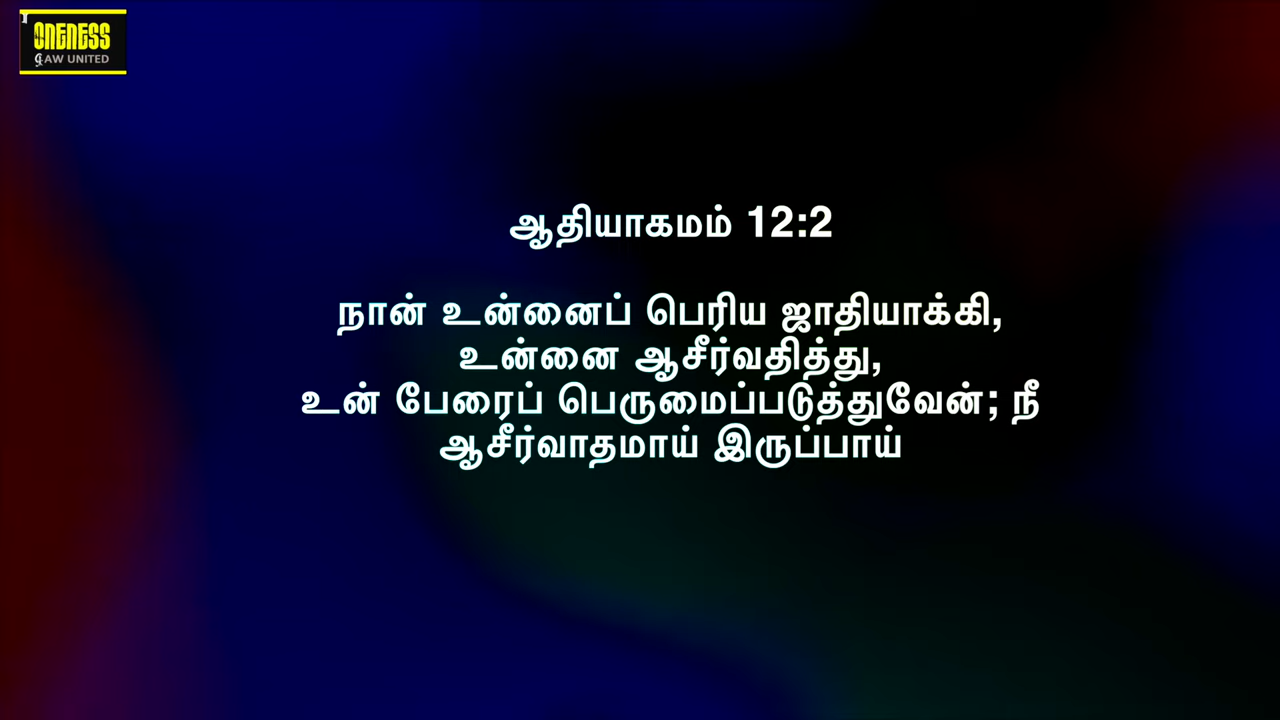 ONENESS
LAW UNITED
ஆதியாகமம் 12:2
நான் உன்னைப் பெரிய ஜாதியாக்கி,
உன்னை ஆசீர்வதித்து,
உன் பேரைப் பெருமைப்படுத்துவேன்; நீ
ஆசீர்வாதமாய் இருப்பாய்